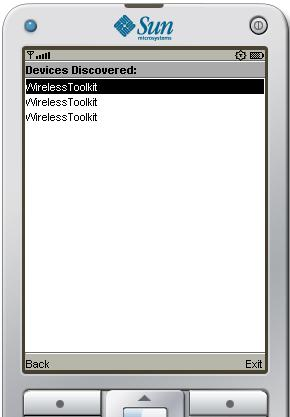 Sun
microsystems
Devices Discovered:
WirelessToolkit
WirelessToolkit
WirelessToolkit
Back Exit